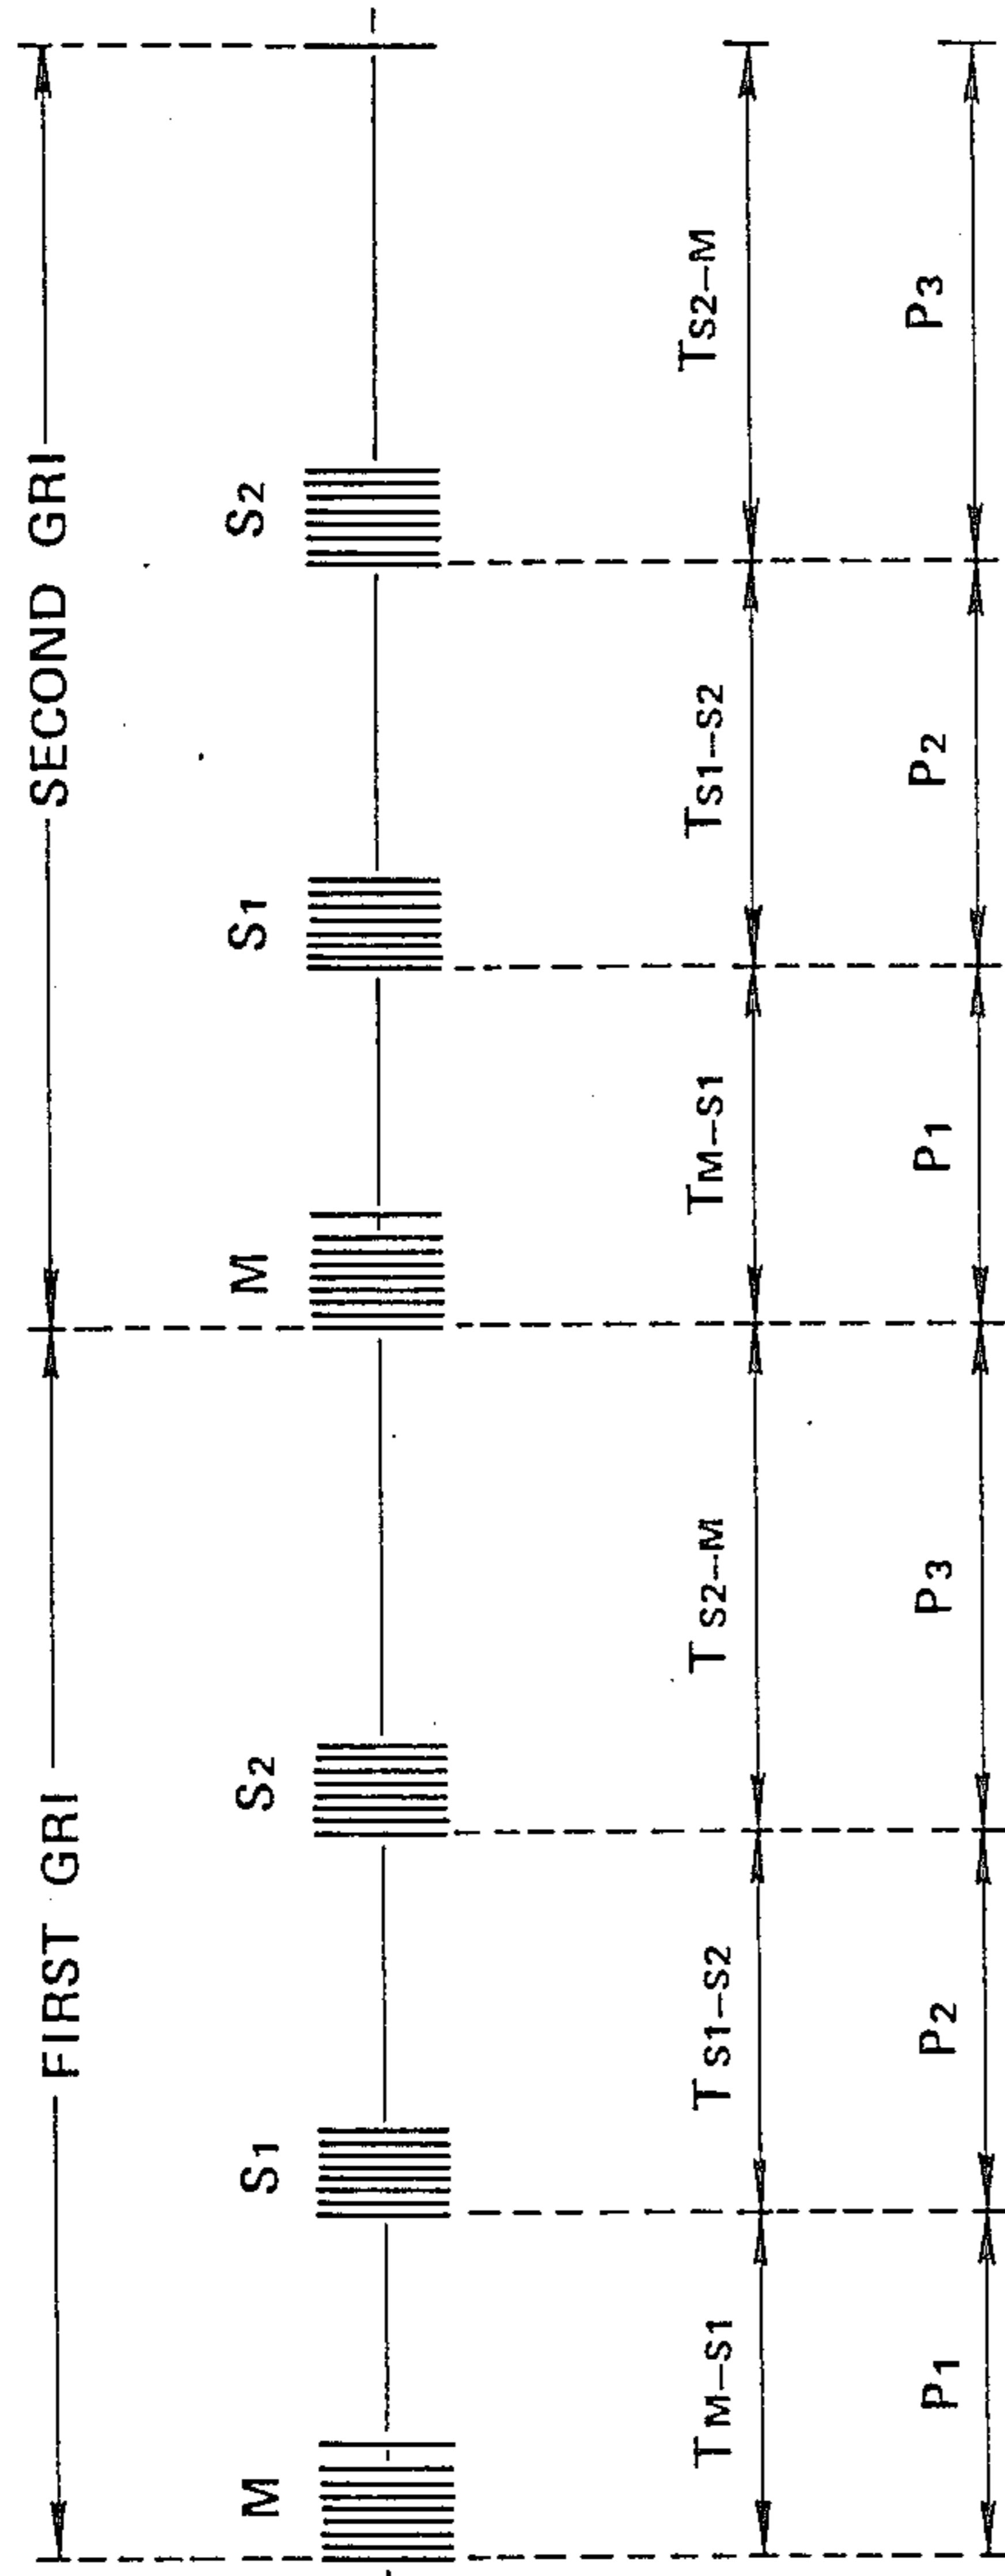 FIRST GRI SECOND GRI
M S1 S2 M S1 S2
TM-S1 TS1-S2 TS2-M TM-S1 TS1-S2 TS2-M
P1 P2 P3 P1 P2 P3